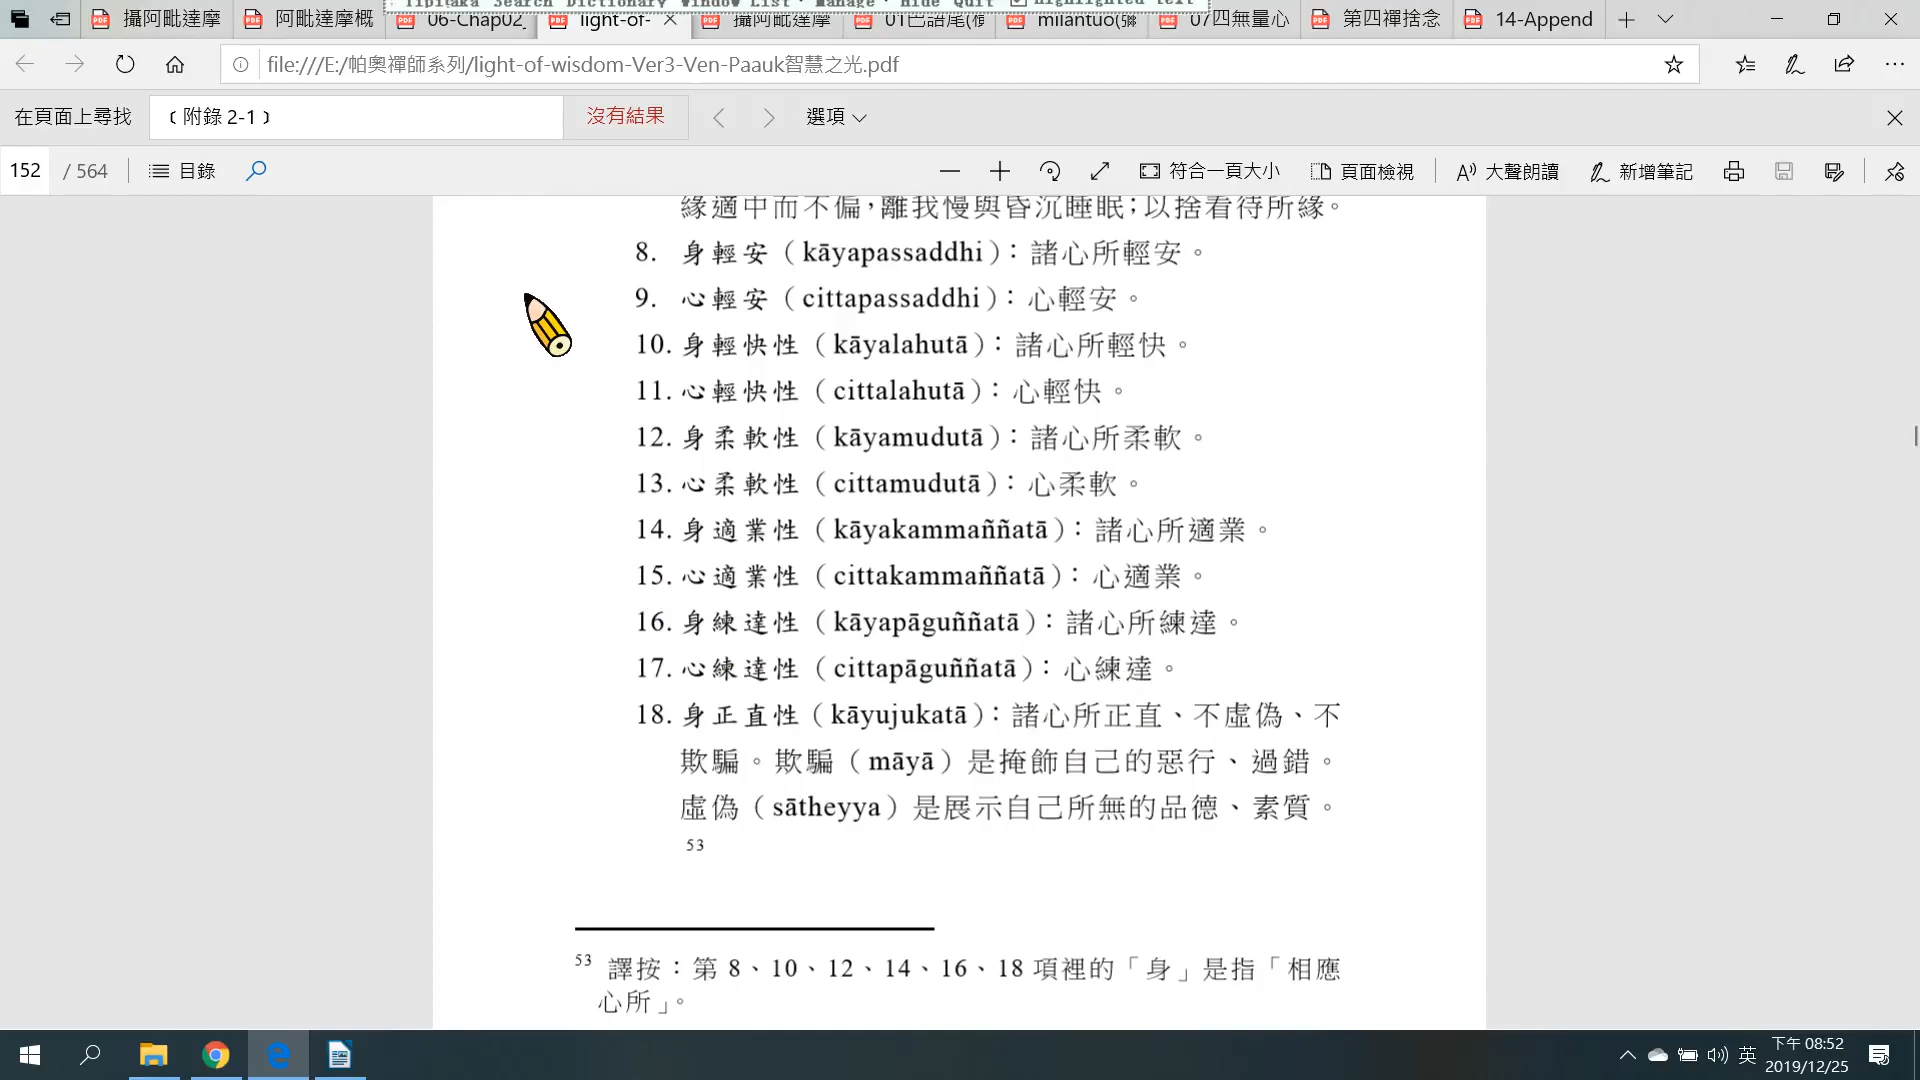 攝阿毗達摩
阿毗達摩概
06-Chap02
light-of-
攝阿毗達摩
milantuo(彌
07四無量心
第四禪捨念
14-Append
file:///E:/帕奧禪師系列/light-of-wisdom-Ver3-Ven-Paauk智慧之光.pdf
在頁面上尋找
﹝附錄 2-1﹞
沒有結果
選項
152 / 564
目錄
符合一頁大小
頁面檢視
大聲朗讀
新增筆記
緣適中而不偏，離我慢與昏沉睡眠；以捨看待所緣。
8. 身輕安（kāyapassaddhi）：諸心所輕安。
9. 心輕安（cittapassaddhi）：心輕安。
10. 身輕快性（kāyalahutā）：諸心所輕快。
11. 心輕快性（cittalahutā）：心輕快。
12. 身柔軟性（kāyamudutā）：諸心所柔軟。
13. 心柔軟性（cittamudutā）：心柔軟。
14. 身適業性（kāyakammaññatā）：諸心所適業。
15. 心適業性（cittakammaññatā）：心適業。
16. 身練達性（kāyapāguññatā）：諸心所練達。
17. 心練達性（cittapāguññatā）：心練達。
18. 身正直性（kāyujukatā）：諸心所正直、不虛偽、不
欺騙。欺騙（māyā）是掩飾自己的惡行、過錯。
虛偽（sātheyya）是展示自己所無的品德、素質。
53
53 譯按：第 8、10、12、14、16、18 項裡的「身」是指「相應
心所」。
英
下午 08:52
2019/12/25